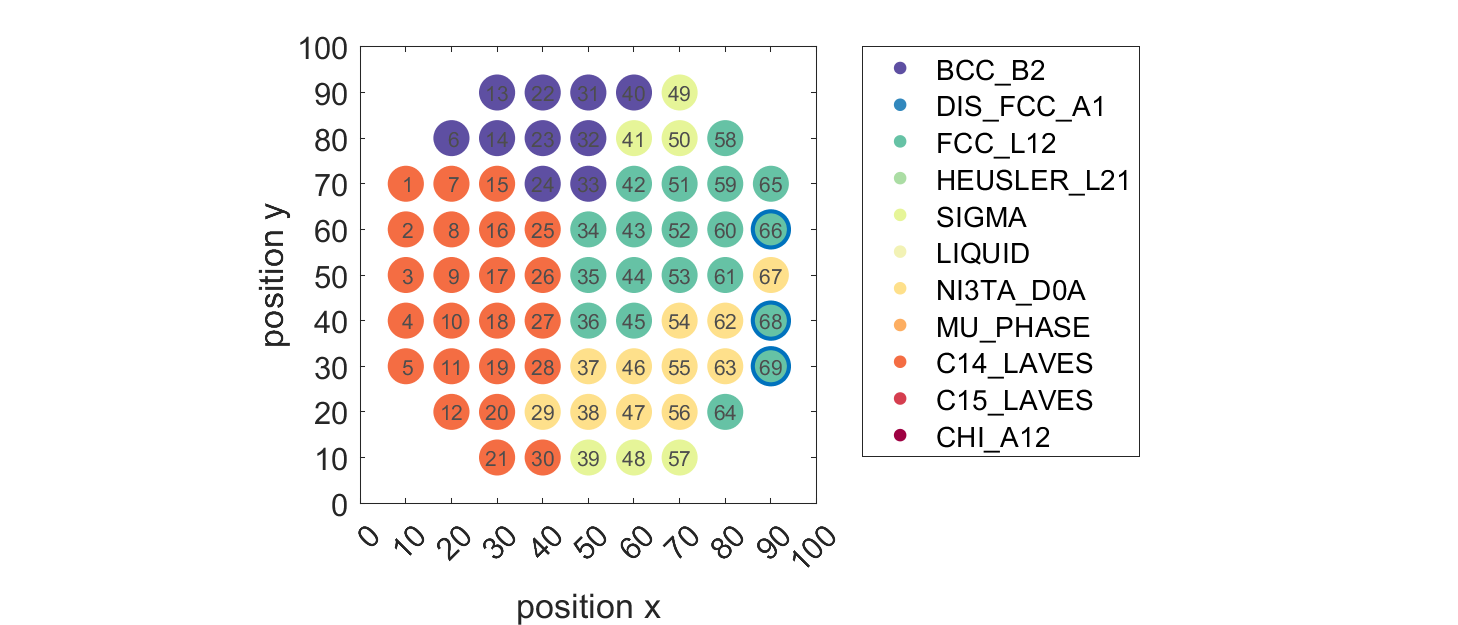 100
90
80
70
60
50
40
30
20
10
0
position y
13 22 31 40 49
6 14 23 32 41 50 58
1 7 15 24 33 42 51 59 65
2 8 16 25 34 43 52 60 66
3 9 17 26 35 44 53 61 67
4 10 18 27 36 45 54 62 68
5 11 19 28 37 46 55 63 69
12 20 29 38 47 56 64
21 30 39 48 57
0 10 20 30 40 50 60 70 80 90 100
position x
BCC_B2
DIS_FCC_A1
FCC_L12
HEUSLER_L21
SIGMA
LIQUID
NI3TA_D0A
MU_PHASE
C14_LAVES
C15_LAVES
CHI_A12